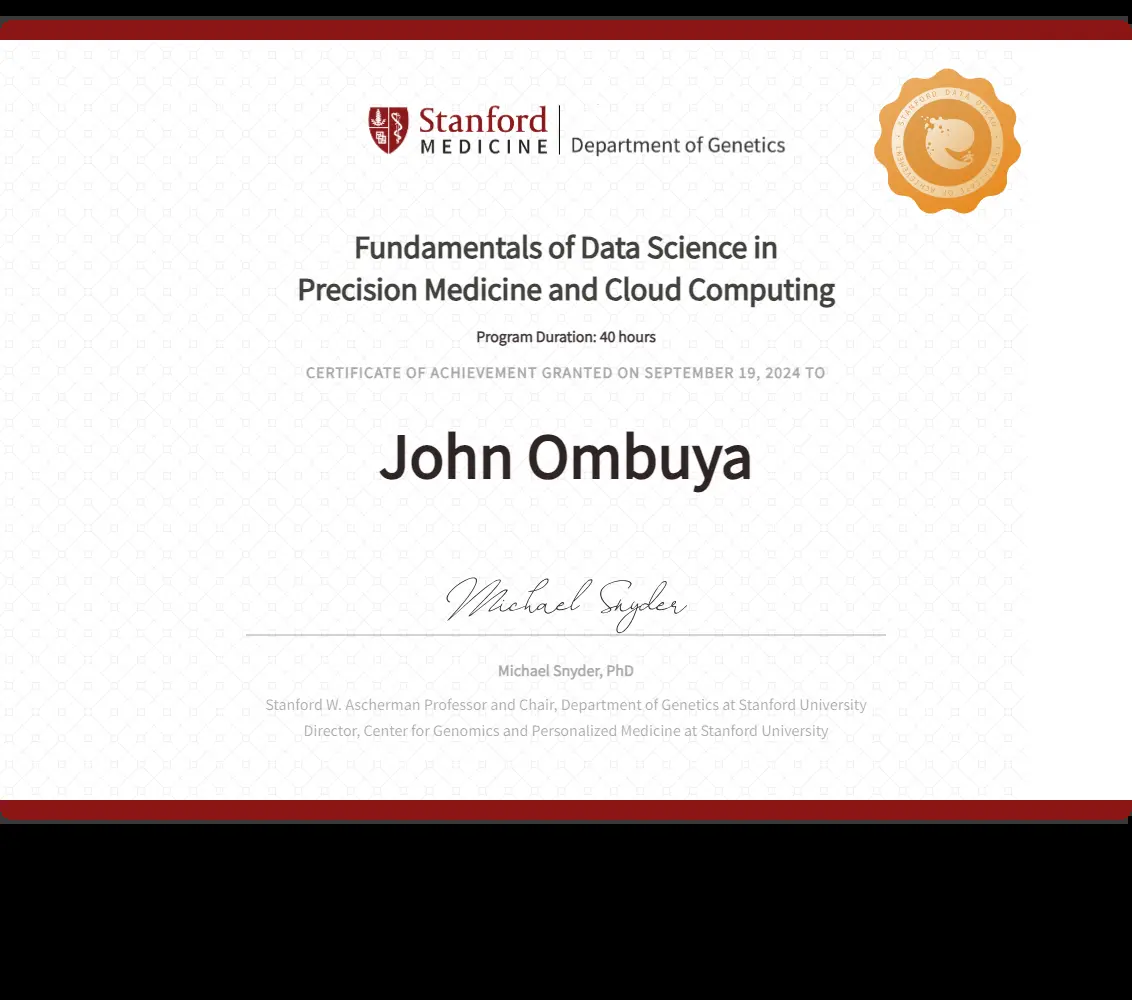 Stanford
MEDICINE
Department of Genetics
STANFORD DATA OCEAN • CERTIFICATE OF ACHIEVEMENT •
Fundamentals of Data Science in
Precision Medicine and Cloud Computing
Program Duration: 40 hours
CERTIFICATE OF ACHIEVEMENT GRANTED ON SEPTEMBER 19, 2024 TO
John Ombuya
Michael Snyder
Michael Snyder, PhD
Stanford W. Ascherman Professor and Chair, Department of Genetics at Stanford University
Director, Center for Genomics and Personalized Medicine at Stanford University